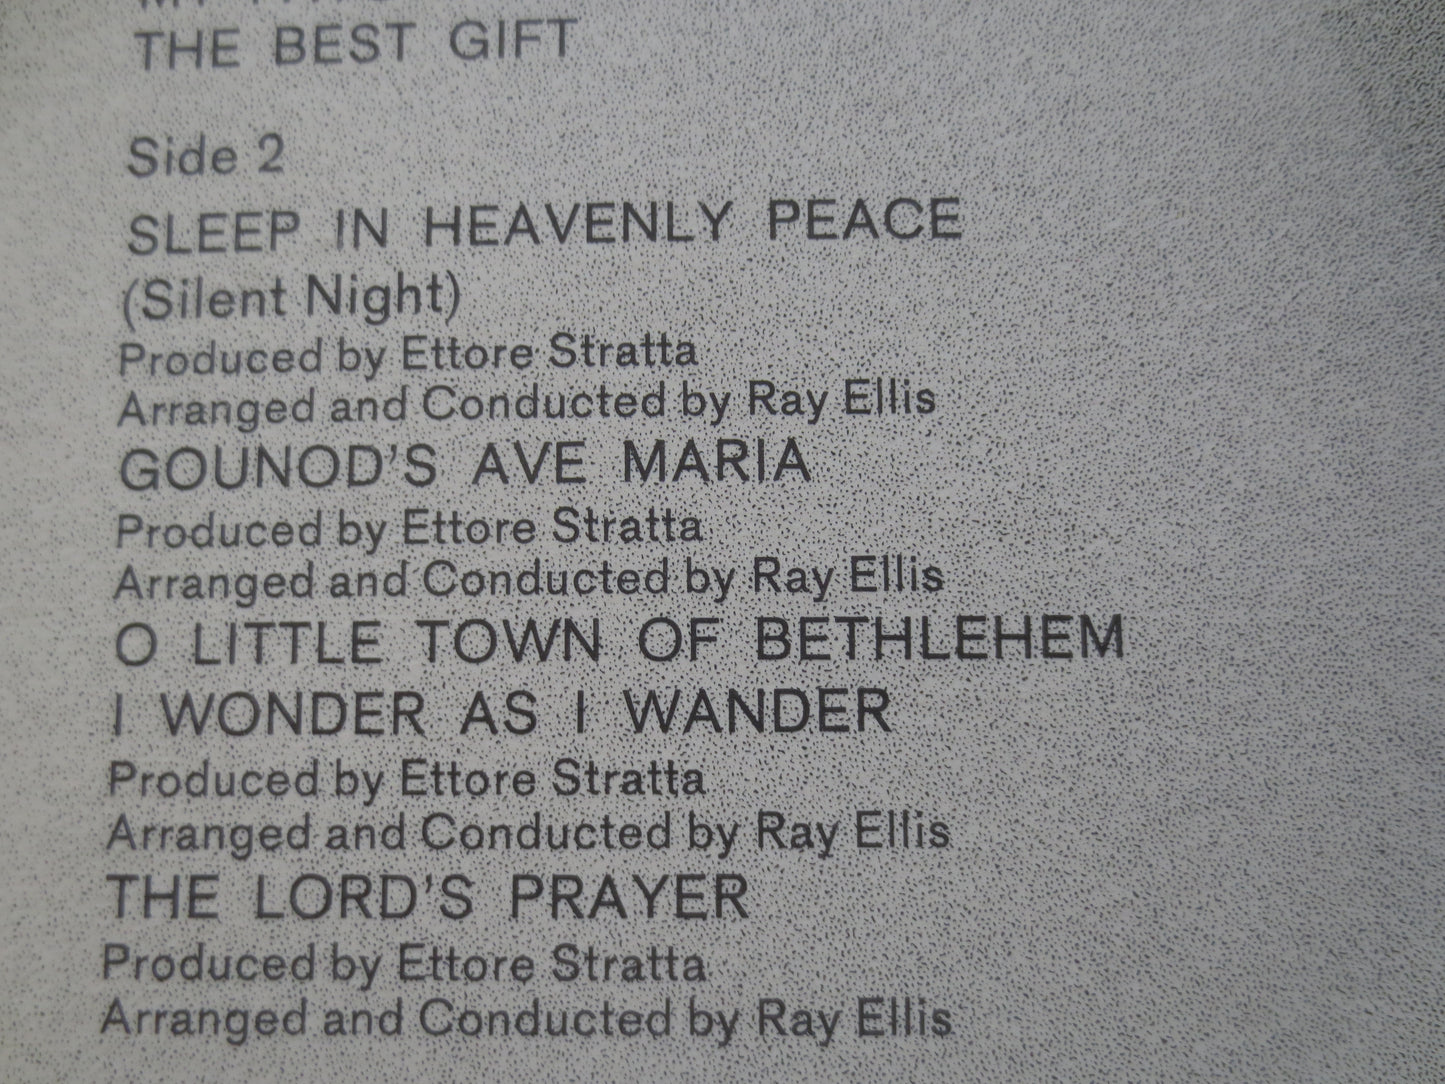 THE BEST GIFT
Side 2
SLEEP IN HEAVENLY PEACE
(Silent Night)
Produced by Ettore Stratta
Arranged and Conducted by Ray Ellis
GOUNOD'S AVE MARIA
Produced by Ettore Stratta
Arranged and Conducted by Ray Ellis
O LITTLE TOWN OF BETHLEHEM
I WONDER AS I WANDER
Produced by Ettore Stratta
Arranged and Conducted by Ray Ellis
THE LORD'S PRAYER
Produced by Ettore Stratta
Arranged and Conducted by Ray Ellis